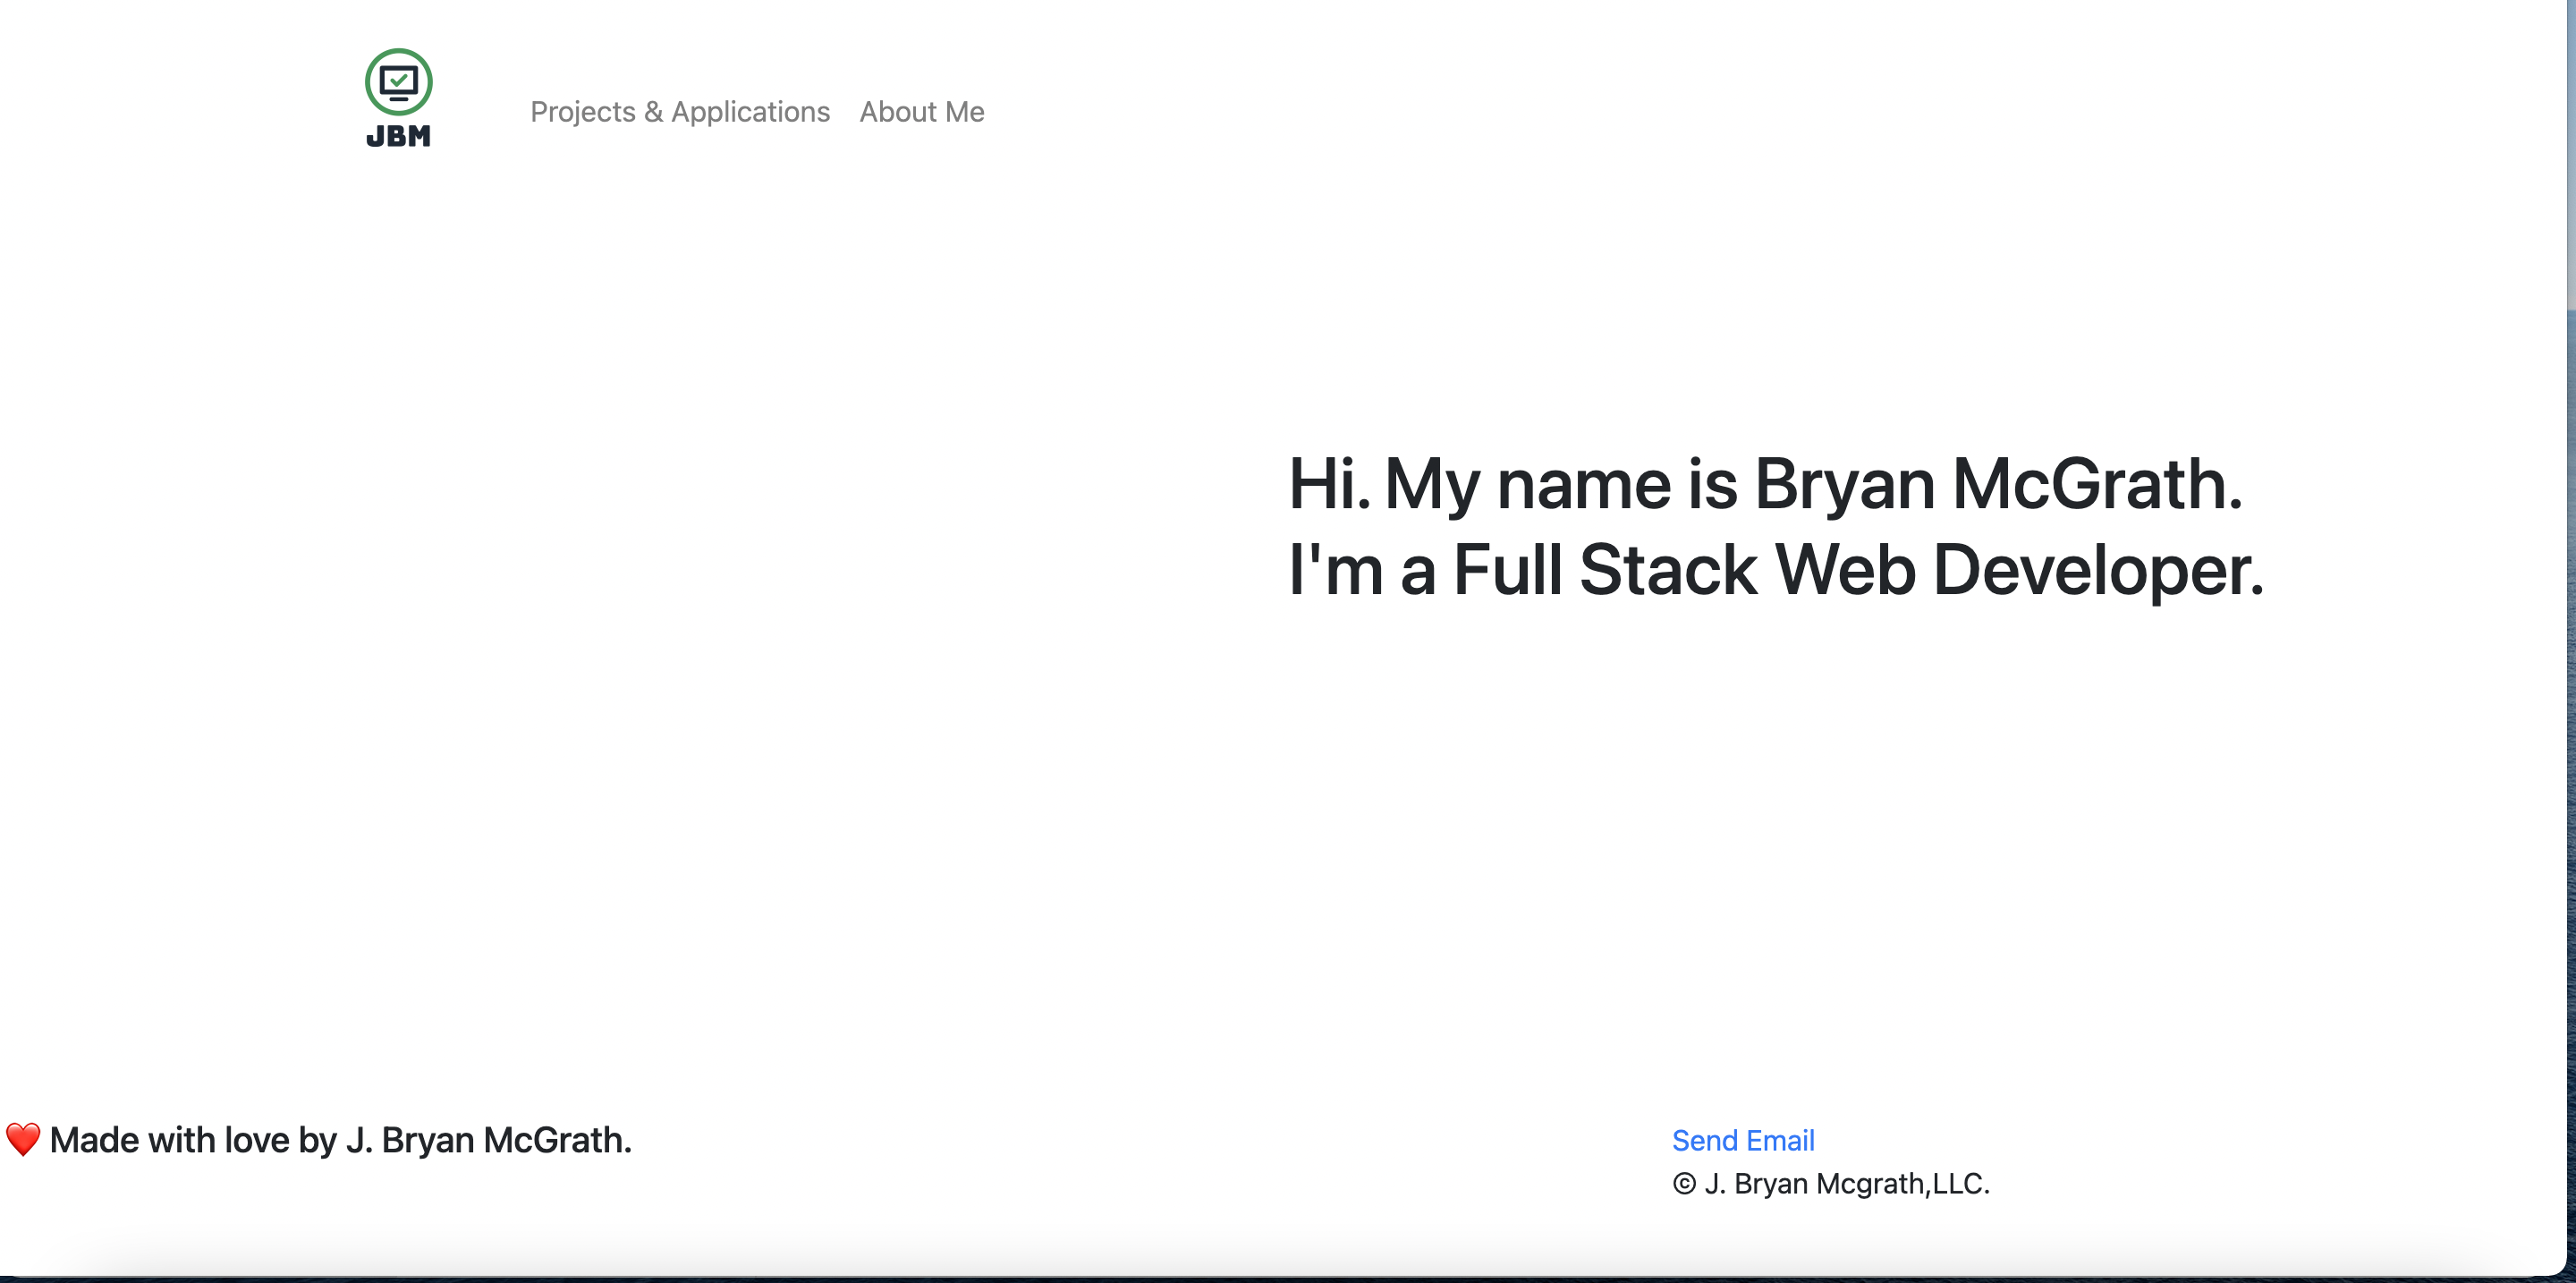 JBM
Projects & Applications
About Me
Hi. My name is Bryan McGrath.
I'm a Full Stack Web Developer.
❤️ Made with love by J. Bryan McGrath.
Send Email
© J. Bryan Mcgrath,LLC.